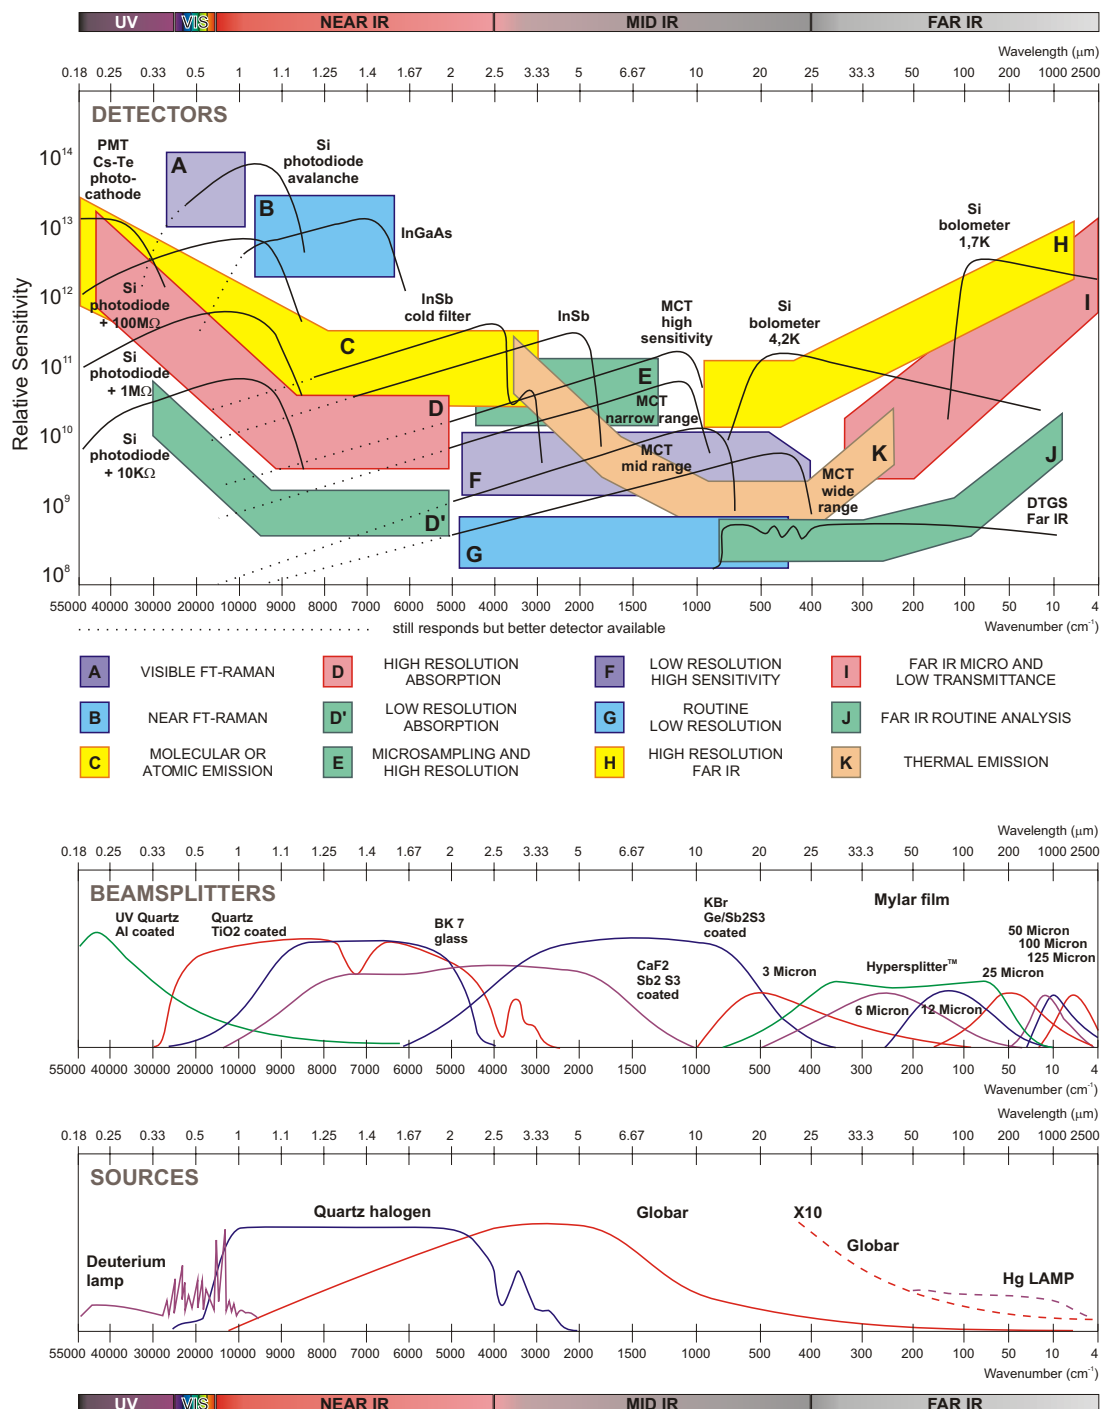 UV VIS NEAR IR MID IR FAR IR
Wavelength (µm)
0.18 0.25 0.33 0.5 1 1.1 1.25 1.4 1.67 2 2.5 3.33 5 6.67 10 20 25 33.3 50 100 200 1000 2500
DETECTORS
Relative Sensitivity
10^14
10^13
10^12
10^11
10^10
10^9
10^8
PMT
Cs-Te
photo-
cathode
A
Si
photodiode
avalanche
B
InGaAs
Si
photodiode
+ 100MΩ
Si
photodiode
+ 1MΩ
Si
photodiode
+ 10KΩ
C
D
D'
InSb
cold filter
InSb
MCT
high
sensitivity
Si
bolometer
4,2K
Si
bolometer
1,7K
H
I
E
MCT
narrow range
F
MCT
mid range
K
MCT
wide
range
J
G
DTGS
Far IR
55000 40000 30000 20000 10000 9000 8000 7000 6000 5000 4000 3000 2000 1500 1000 500 400 300 200 100 50 10 4
Wavenumber (cm-1)
still responds but better detector available
A VISIBLE FT-RAMAN
B NEAR FT-RAMAN
C MOLECULAR OR
ATOMIC EMISSION
D HIGH RESOLUTION
ABSORPTION
D' LOW RESOLUTION
ABSORPTION
E MICROSAMPLING AND
HIGH RESOLUTION
F LOW RESOLUTION
HIGH SENSITIVITY
G ROUTINE
LOW RESOLUTION
H HIGH RESOLUTION
FAR IR
I FAR IR MICRO AND
LOW TRANSMITTANCE
J FAR IR ROUTINE ANALYSIS
K THERMAL EMISSION
Wavelength (µm)
0.18 0.25 0.33 0.5 1 1.1 1.25 1.4 1.67 2 2.5 3.33 5 6.67 10 20 25 33.3 50 100 200 1000 2500
BEAMSPLITTERS
UV Quartz
Al coated
Quartz
TiO2 coated
BK 7
glass
CaF2
Sb2 S3
coated
KBr
Ge/Sb2S3
coated
Mylar film
3 Micron
Hypersplitter™
6 Micron
12 Micron
25 Micron
50 Micron
100 Micron
125 Micron
55000 40000 30000 20000 10000 9000 8000 7000 6000 5000 4000 3000 2000 1500 1000 500 400 300 200 100 50 10 4
Wavenumber (cm-1)
Wavelength (µm)
0.18 0.25 0.33 0.5 1 1.1 1.25 1.4 1.67 2 2.5 3.33 5 6.67 10 20 25 33.3 50 100 200 1000 2500
SOURCES
Deuterium
lamp
Quartz halogen
Globar
X10
Globar
Hg LAMP
55000 40000 30000 20000 10000 9000 8000 7000 6000 5000 4000 3000 2000 1500 1000 500 400 300 200 100 50 10 4
Wavenumber (cm-1)
UV VIS NEAR IR MID IR FAR IR